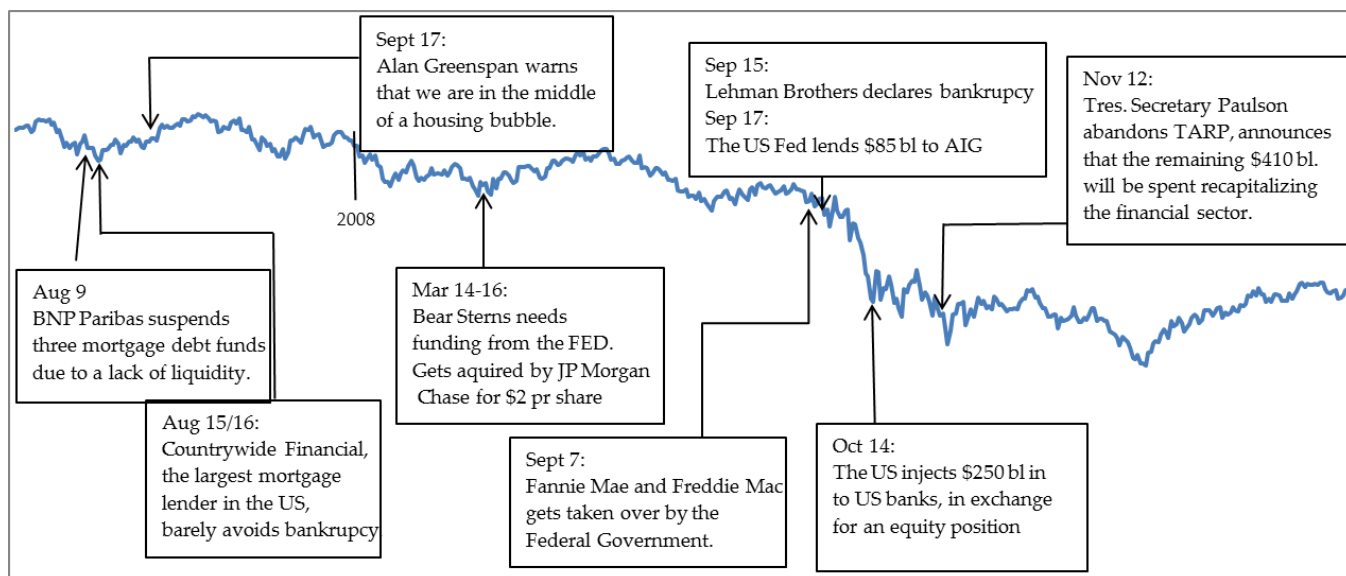 Sept 17:
Alan Greenspan warns
that we are in the middle
of a housing bubble.
Sep 15:
Lehman Brothers declares bankrupcy
Sep 17:
The US Fed lends $85 bl to AIG
Nov 12:
Tres. Secretary Paulson
abandons TARP, announces
that the remaining $410 bl.
will be spent recapitalizing
the financial sector.
2008
Aug 9
BNP Paribas suspends
three mortgage debt funds
due to a lack of liquidity.
Mar 14-16:
Bear Sterns needs
funding from the FED.
Gets aquired by JP Morgan
Chase for $2 pr share
Aug 15/16:
Countrywide Financial,
the largest mortgage
lender in the US,
barely avoids bankrupcy
Sept 7:
Fannie Mae and Freddie Mac
gets taken over by the
Federal Government.
Oct 14:
The US injects $250 bl in
to US banks, in exchange
for an equity position